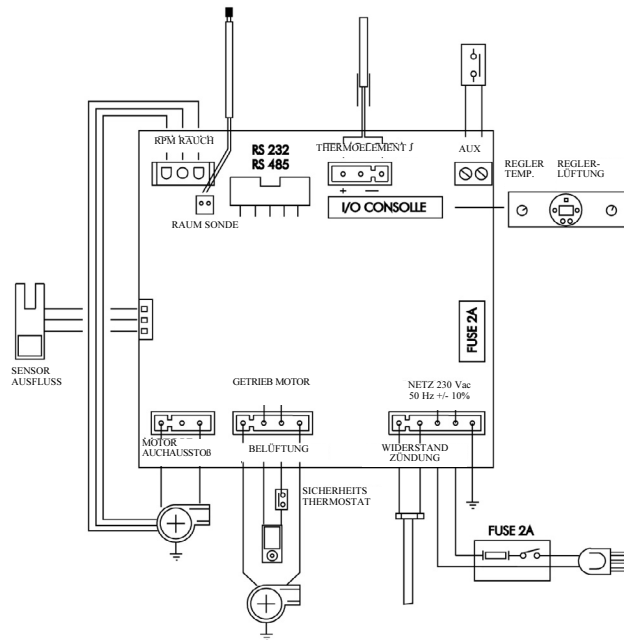 RPM RAUCH
RS 232
RS 485
THERMOELEMENT J
AUX
REGLER
TEMP.
REGLER-
LÜFTUNG
+ —
I/O CONSOLLE
RAUM SONDE
FUSE 2A
SENSOR
AUSFLUSS
GETRIEB MOTOR
NETZ 230 Vac
50 Hz +/- 10%
MOTOR
AUCHAUSSTOß
BELÜFTUNG
WIDERSTAND
ZÜNDUNG
SICHERHEITS
THERMOSTAT
FUSE 2A